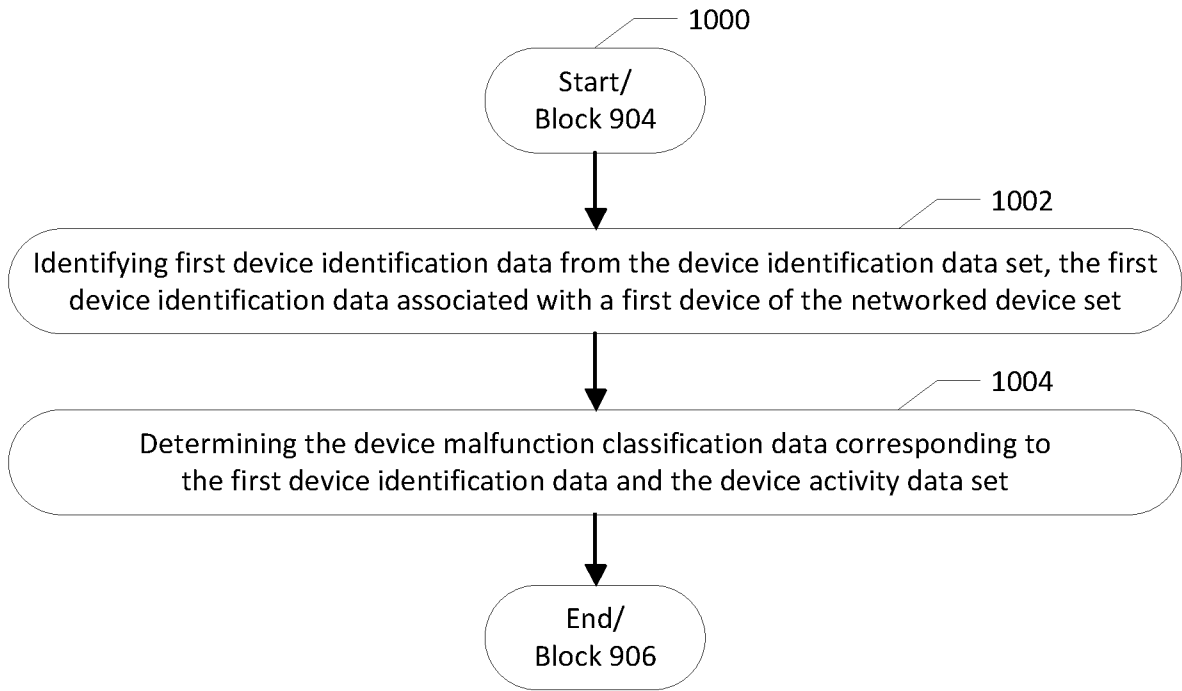 1000
Start/
Block 904
1002
Identifying first device identification data from the device identification data set, the first
device identification data associated with a first device of the networked device set
1004
Determining the device malfunction classification data corresponding to
the first device identification data and the device activity data set
End/
Block 906